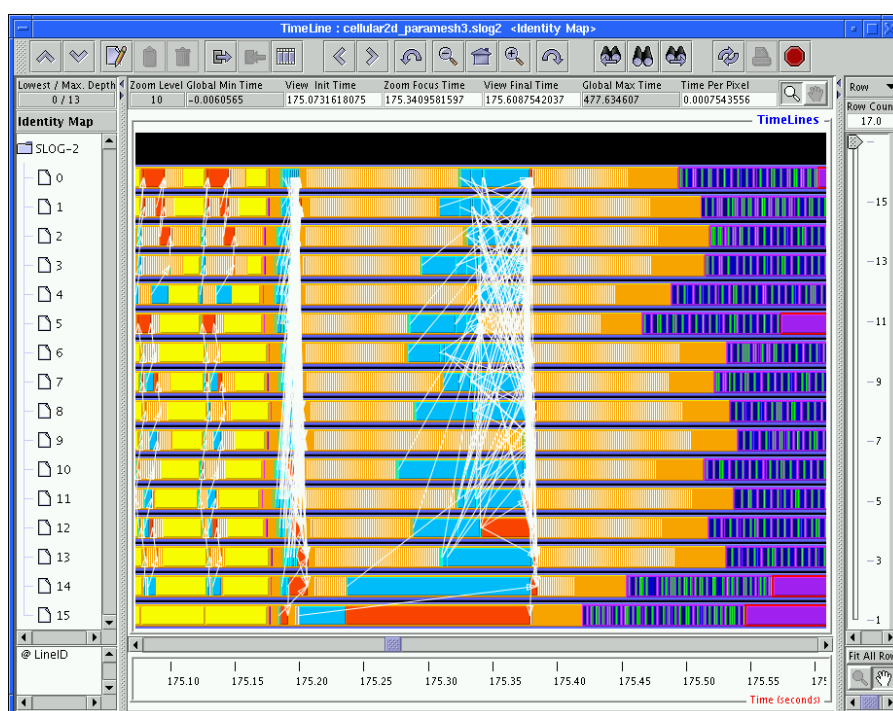 TimeLine : cellular2d_paramesh3.slog2 <Identity Map>
Lowest / Max. Depth
0 / 13
Zoom Level Global Min Time View Init Time Zoom Focus Time View Final Time Global Max Time Time Per Pixel
10 -0.0060565 175.0731618075 175.3409581597 175.6087542037 477.634607 0.0007543556
Row
Row Coun
17.0
Identity Map
TimeLines
SLOG-2
0
1
2
3
4
5
6
7
8
9
10
11
12
13
14
15
-15
-13
-11
-9
-7
-5
-3
-1
@ LineID
Fit All Row
175.10 175.15 175.20 175.25 175.30 175.35 175.40 175.45 175.50 175.55 175
Time (seconds)